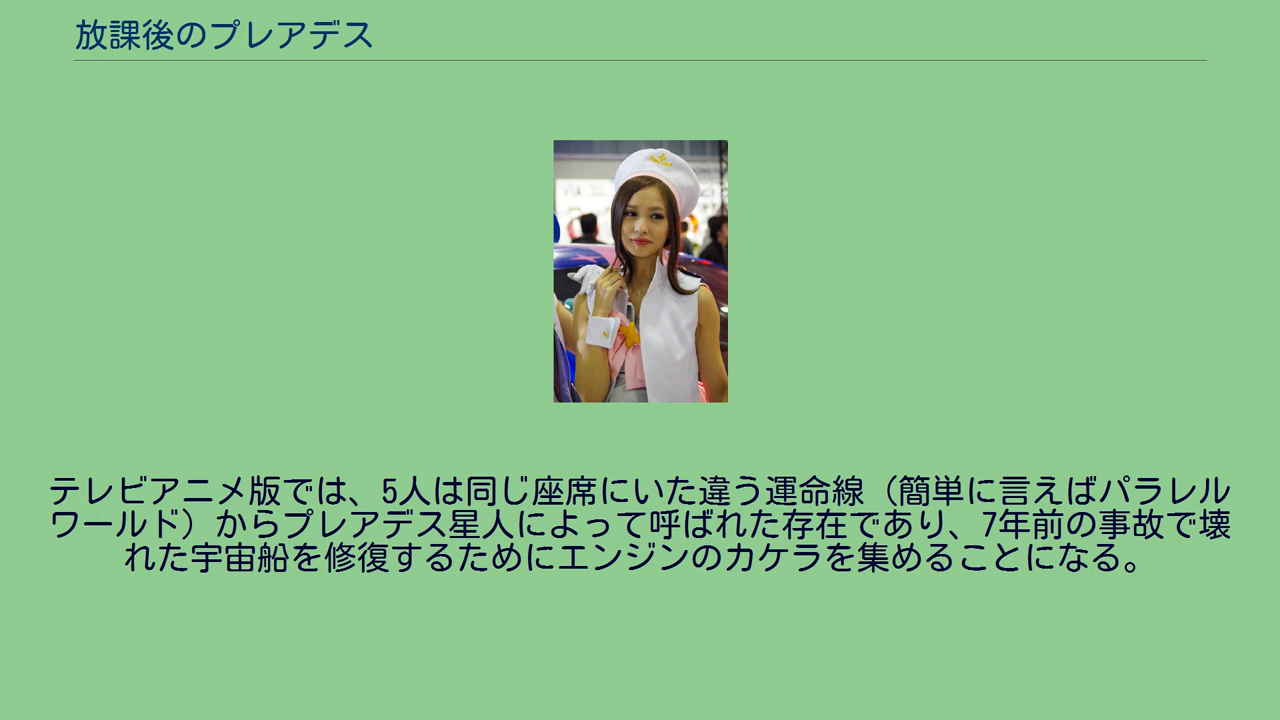 放課後のプレアデス
テレビアニメ版では、5人は同じ座席にいた違う運命線（簡単に言えばパラレル
ワールド）からプレアデス星人によって呼ばれた存在であり、7年前の事故で壊
れた宇宙船を修復するためにエンジンのカケラを集めることになる。